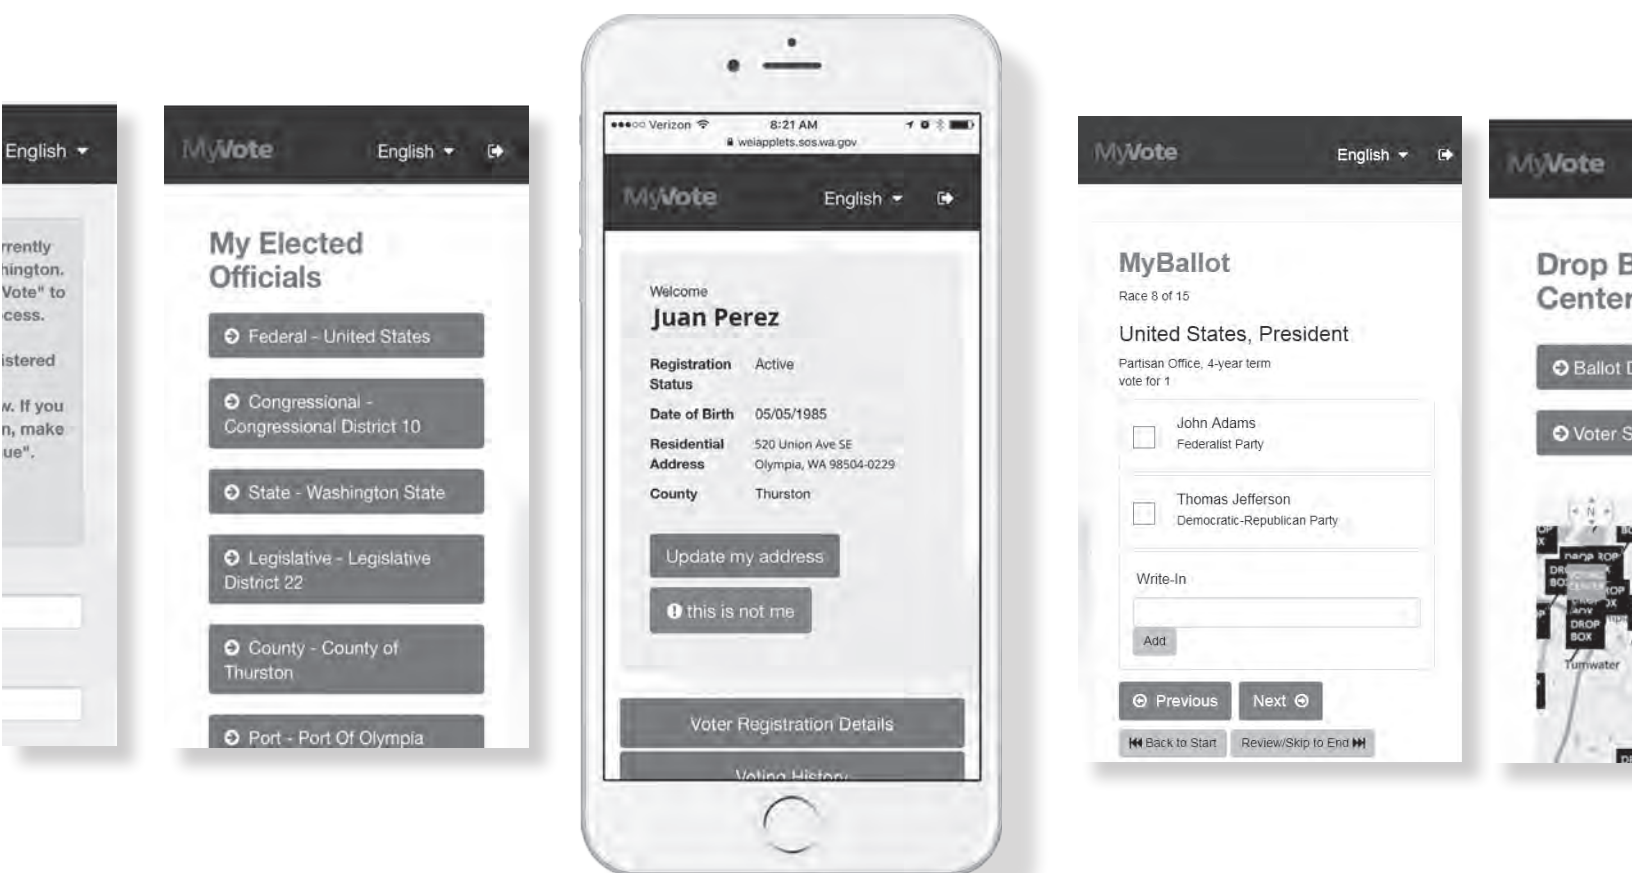 English
rrently
hington.
Vote" to
cess.
istered
w. If you
n, make
ue".
MyVote
English
My Elected
Officials
Federal - United States
Congressional -
Congressional District 10
State - Washington State
Legislative - Legislative
District 22
County - County of
Thurston
Port - Port Of Olympia
Verizon
8:21 AM
weiapplets.sos.wa.gov
MyVote
English
Welcome
Juan Perez
Registration Active
Status
Date of Birth 05/05/1985
Residential 520 Union Ave SE
Address Olympia, WA 98504-0229
County Thurston
Update my address
this is not me
Voter Registration Details
Voting History
MyVote
English
MyBallot
Race 8 of 15
United States, President
Partisan Office, 4-year term
vote for 1
John Adams
Federalist Party
Thomas Jefferson
Democratic-Republican Party
Write-In
Add
Previous
Next
Back to Start
Review/Skip to End
MyVote
Drop B
Center
Ballot D
Voter S
N
DROP
BOX
Tumwater